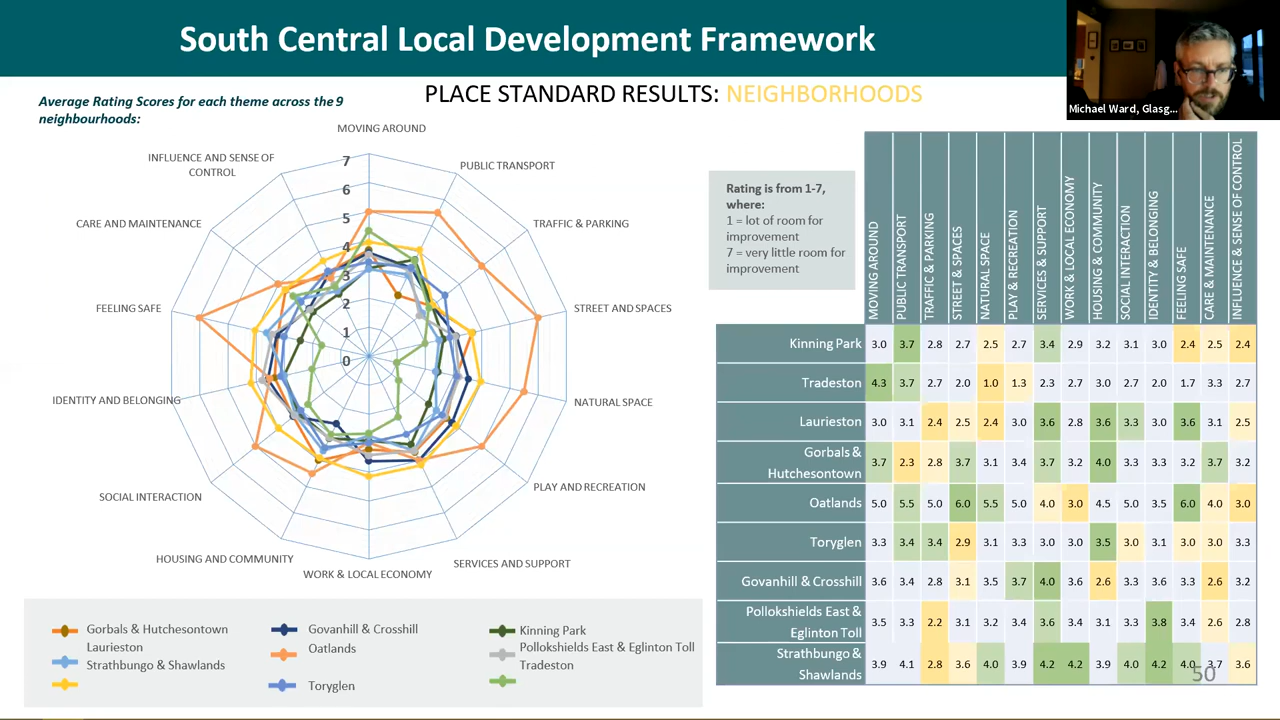 South Central Local Development Framework
Michael Ward, Glasg...
Average Rating Scores for each theme across the 9
neighbourhoods:
PLACE STANDARD RESULTS: NEIGHBORHOODS
MOVING AROUND
PUBLIC TRANSPORT
TRAFFIC & PARKING
STREET AND SPACES
NATURAL SPACE
PLAY AND RECREATION
SERVICES AND SUPPORT
WORK & LOCAL ECONOMY
HOUSING AND COMMUNITY
SOCIAL INTERACTION
IDENTITY AND BELONGING
FEELING SAFE
CARE AND MAINTENANCE
INFLUENCE AND SENSE OF
CONTROL
7
6
5
4
3
2
1
0
Gorbals & Hutchesontown
Laurieston
Strathbungo & Shawlands
Govanhill & Crosshill
Oatlands
Toryglen
Kinning Park
Pollokshields East & Eglinton Toll
Tradeston
Rating is from 1-7,
where:
1 = lot of room for
improvement
7 = very little room for
improvement
MOVING AROUND
PUBLIC TRANSPORT
TRAFFIC & PARKING
STREET & SPACES
NATURAL SPACE
PLAY & RECREATION
SERVICES & SUPPORT
WORK & LOCAL ECONOMY
HOUSING & COMMUNITY
SOCIAL INTERACTION
IDENTITY & BELONGING
FEELING SAFE
CARE & MAINTENANCE
INFLUENCE & SENSE OF CONTROL
Kinning Park 3.0 3.7 2.8 2.7 2.5 2.7 3.4 2.9 3.2 3.1 3.0 2.4 2.5 2.4
Tradeston 4.3 3.7 2.7 2.0 1.0 1.3 2.3 2.7 3.0 2.7 2.0 1.7 3.3 2.7
Laurieston 3.0 3.1 2.4 2.5 2.4 3.0 3.6 2.8 3.6 3.3 3.0 3.6 3.1 2.5
Gorbals &
Hutchesontown 3.7 2.3 2.8 3.7 3.1 3.4 3.7 3.2 4.0 3.3 3.3 3.2 3.7 3.2
Oatlands 5.0 5.5 5.0 6.0 5.5 5.0 4.0 3.0 4.5 5.0 3.5 6.0 4.0 3.0
Toryglen 3.3 3.4 3.4 2.9 3.1 3.3 3.0 3.0 3.5 3.0 3.1 3.0 3.0 3.3
Govanhill & Crosshill 3.6 3.4 2.8 3.1 3.5 3.7 4.0 3.6 2.6 3.3 3.6 3.3 2.6 3.2
Pollokshields East &
Eglinton Toll 3.5 3.3 2.2 3.1 3.2 3.4 3.6 3.4 3.1 3.3 3.8 3.4 2.6 2.8
Strathbungo &
Shawlands 3.9 4.1 2.8 3.6 4.0 3.9 4.2 4.2 3.9 4.0 4.2 4.0 3.7 3.6
50